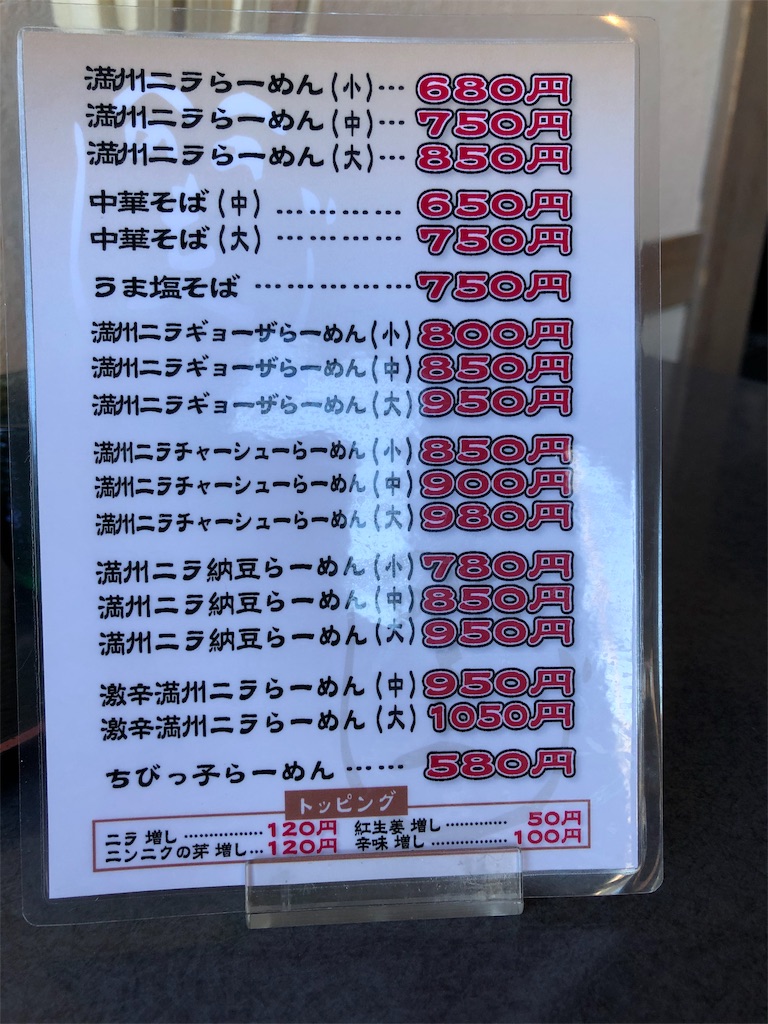 満州ニラらーめん(小)… 680円
満州ニラらーめん(中)… 750円
満州ニラらーめん(大)… 850円
中華そば(中) ………… 650円
中華そば(大) ………… 750円
うま塩そば …………… 750円
満州ニラギョーザらーめん(小) 800円
満州ニラギョーザらーめん(中) 850円
満州ニラギョーザらーめん(大) 950円
満州ニラチャーシューらーめん(小) 850円
満州ニラチャーシューらーめん(中) 900円
満州ニラチャーシューらーめん(大) 980円
満州ニラ納豆らーめん(小) 780円
満州ニラ納豆らーめん(中) 850円
満州ニラ納豆らーめん(大) 950円
激辛満州ニラらーめん(中) 950円
激辛満州ニラらーめん(大) 1050円
ちびっ子らーめん …… 580円
トッピング
ニラ 増し ……………… 120円
ニンニクの芽 増し… 120円
紅生姜 増し ………… 50円
辛味 増し …………… 100円